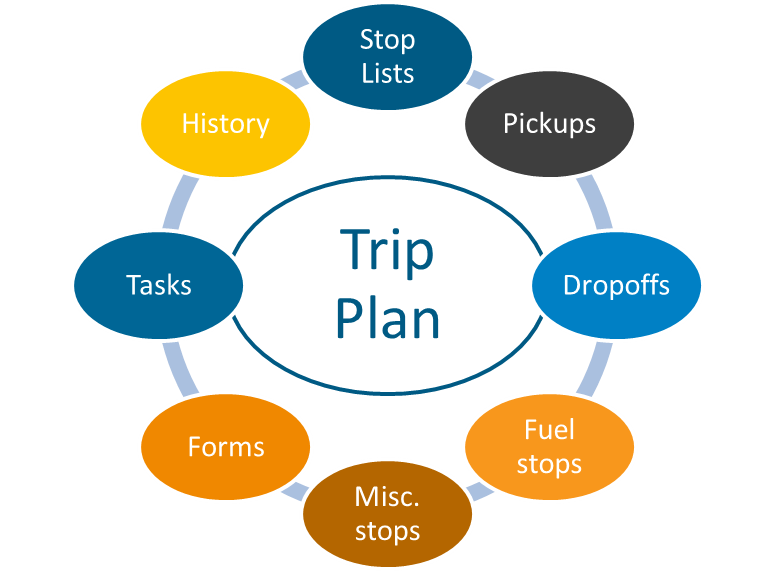 Stop
Lists
Pickups
Dropoffs
Fuel
stops
Misc.
stops
Forms
Tasks
History
Trip
Plan